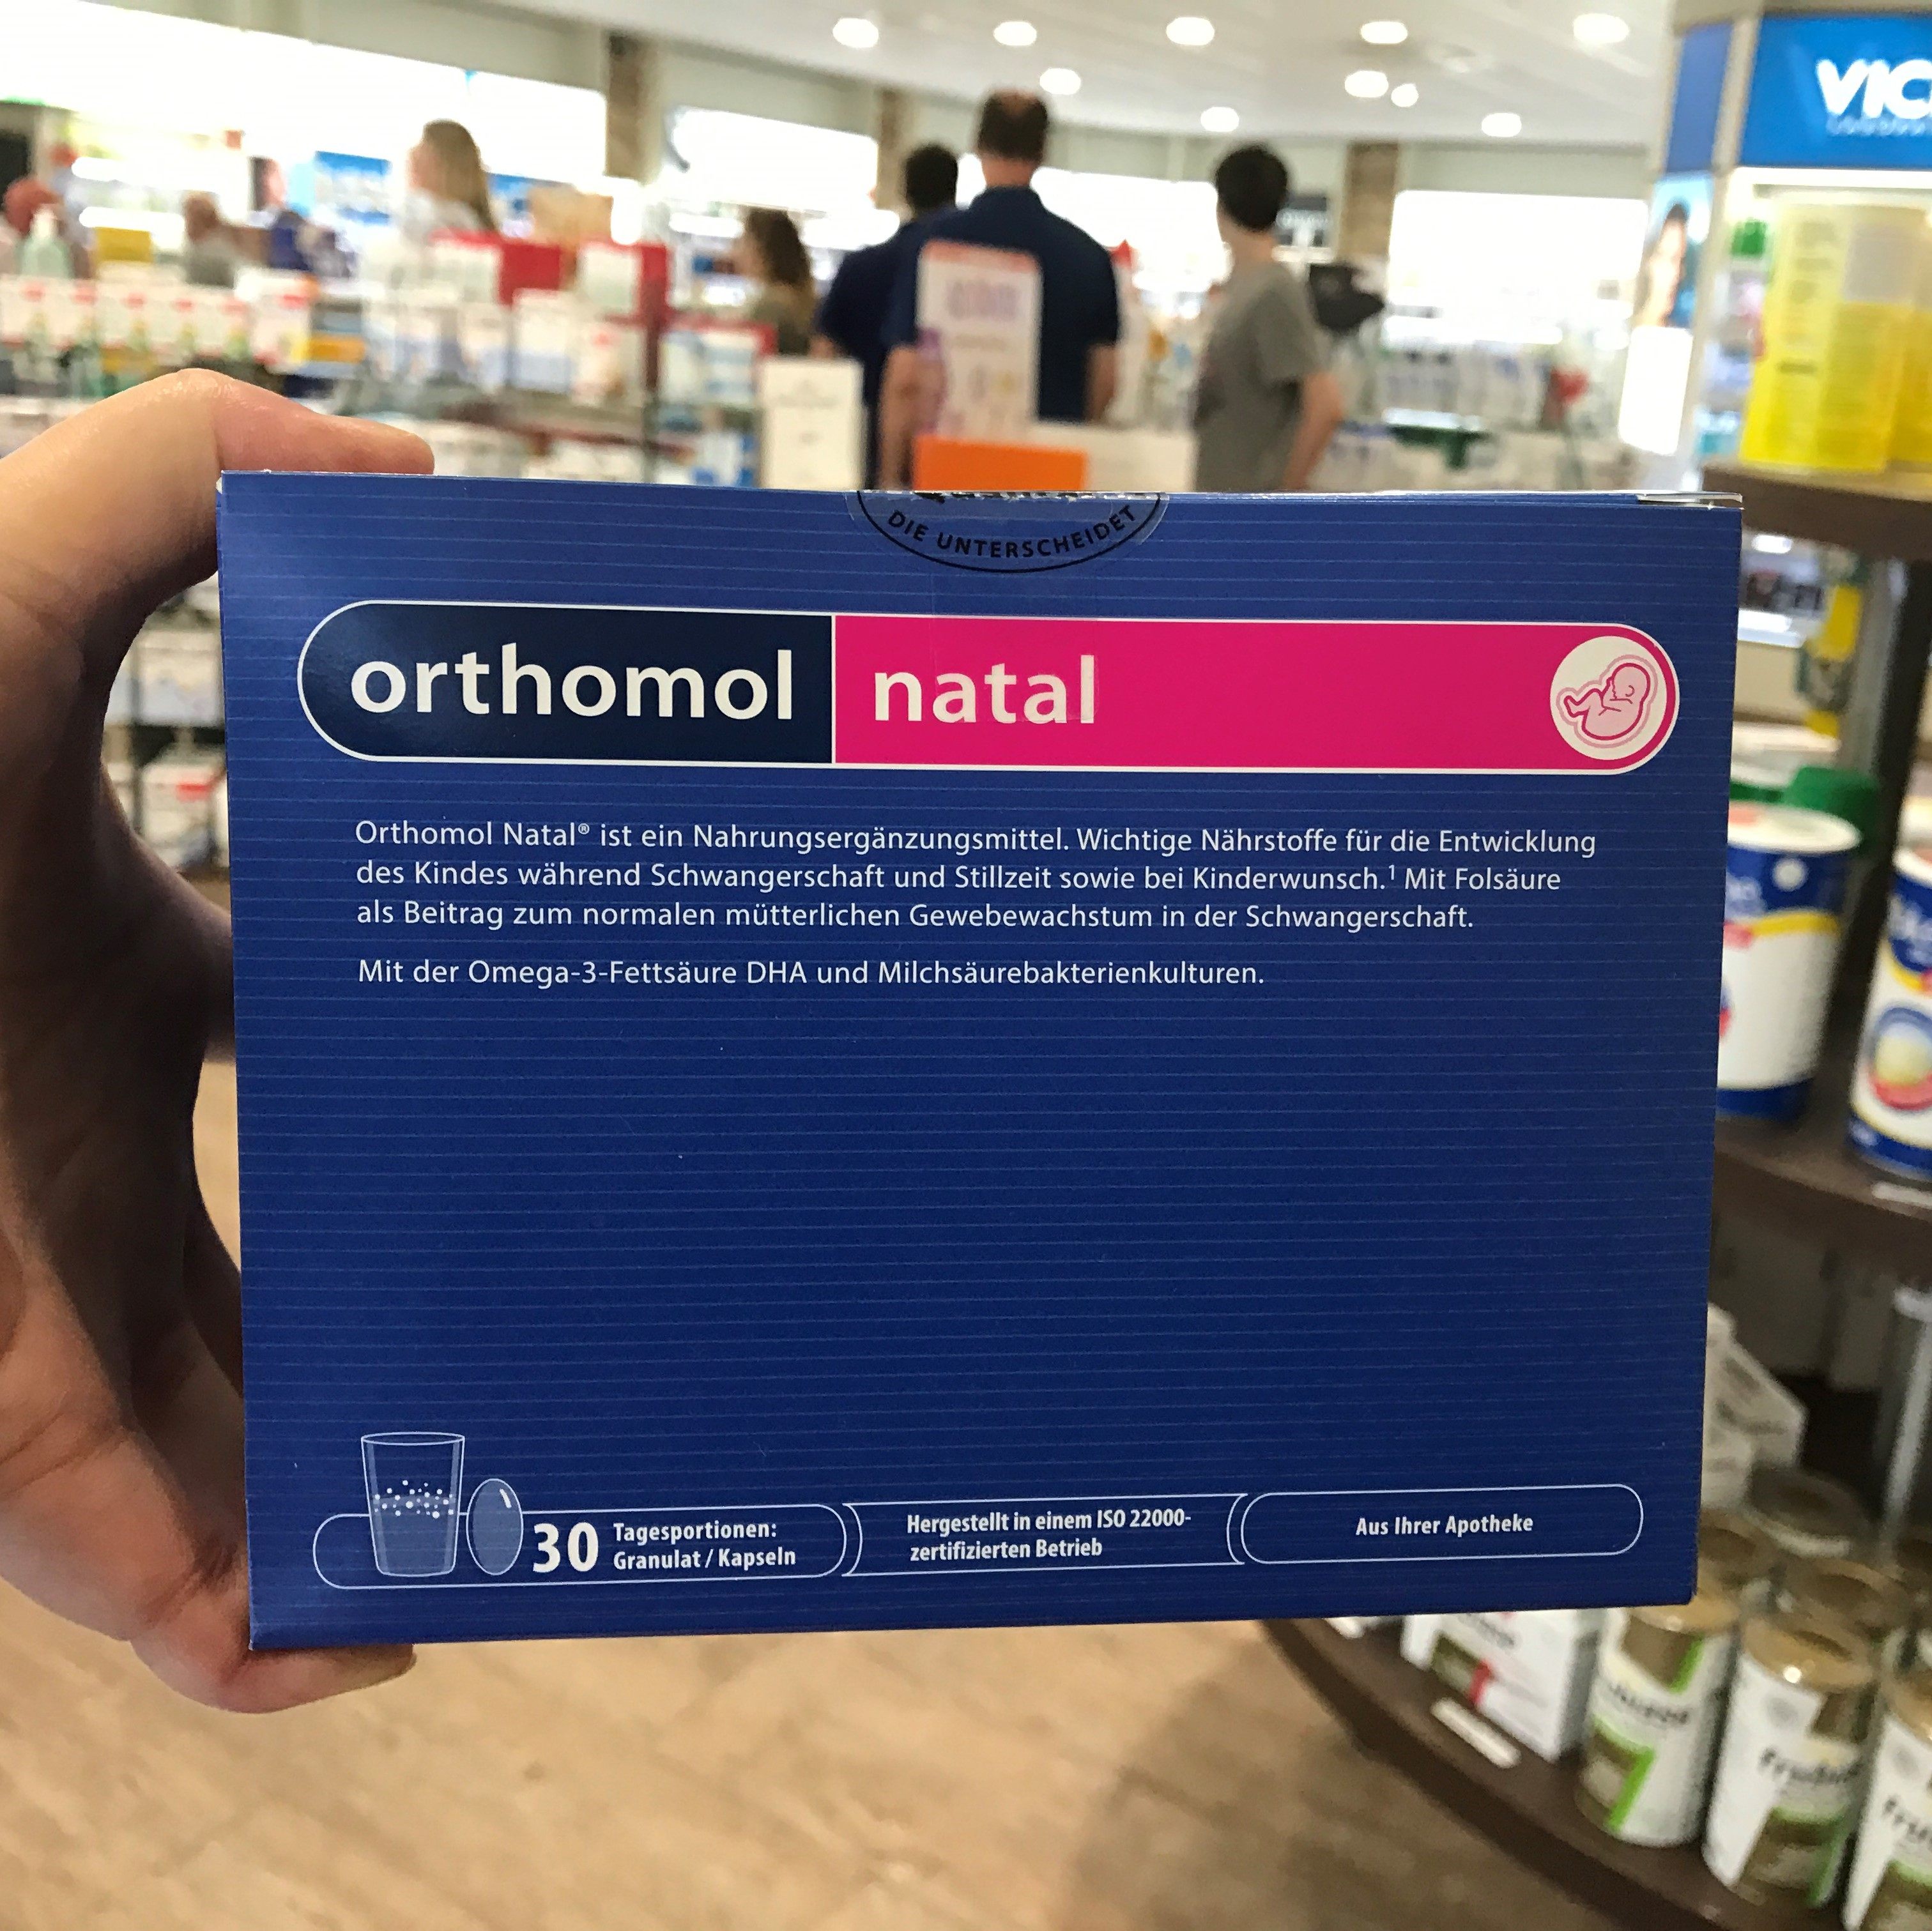 VIC
DIE UNTERSCHEIDET
orthomol natal
Orthomol Natal® ist ein Nahrungsergänzungsmittel. Wichtige Nährstoffe für die Entwicklung
des Kindes während Schwangerschaft und Stillzeit sowie bei Kinderwunsch.¹ Mit Folsäure
als Beitrag zum normalen mütterlichen Gewebewachstum in der Schwangerschaft.
Mit der Omega-3-Fettsäure DHA und Milchsäurebakterienkulturen.
30 Tagesportionen:
Granulat / Kapseln
Hergestellt in einem ISO 22000-
zertifizierten Betrieb
Aus Ihrer Apotheke